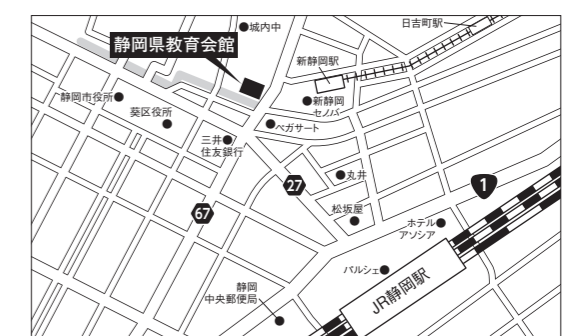 城内中
日吉町駅
静岡県教育会館
新静岡駅
静岡市役所
新静岡
セノバ
葵区役所
ペガサート
三井
住友銀行
丸井
27
1
67
松坂屋
ホテル
アソシア
パルシェ
JR静岡駅
静岡
中央郵便局